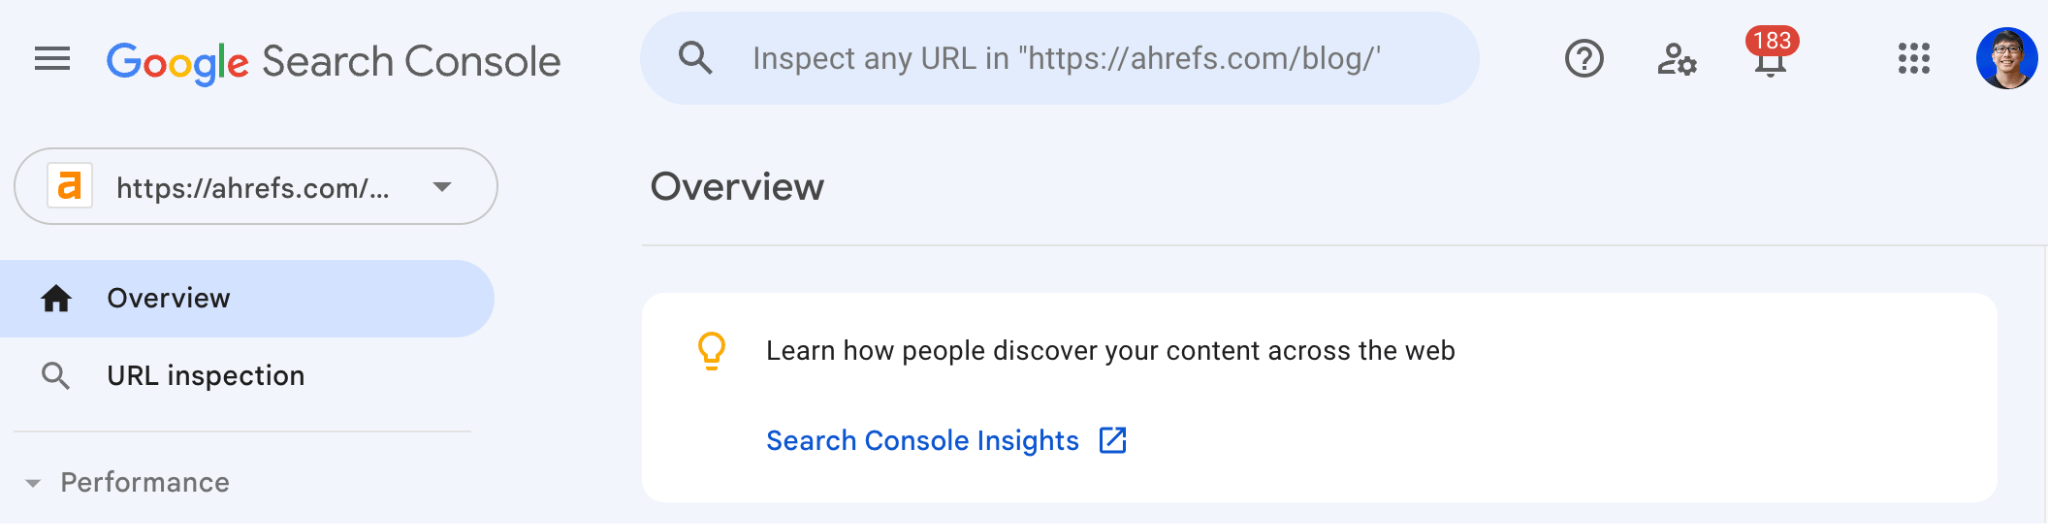 Google Search Console
Inspect any URL in "https://ahrefs.com/blog/'
183
a
https://ahrefs.com/...
Overview
Overview
URL inspection
Learn how people discover your content across the web
Search Console Insights
Performance